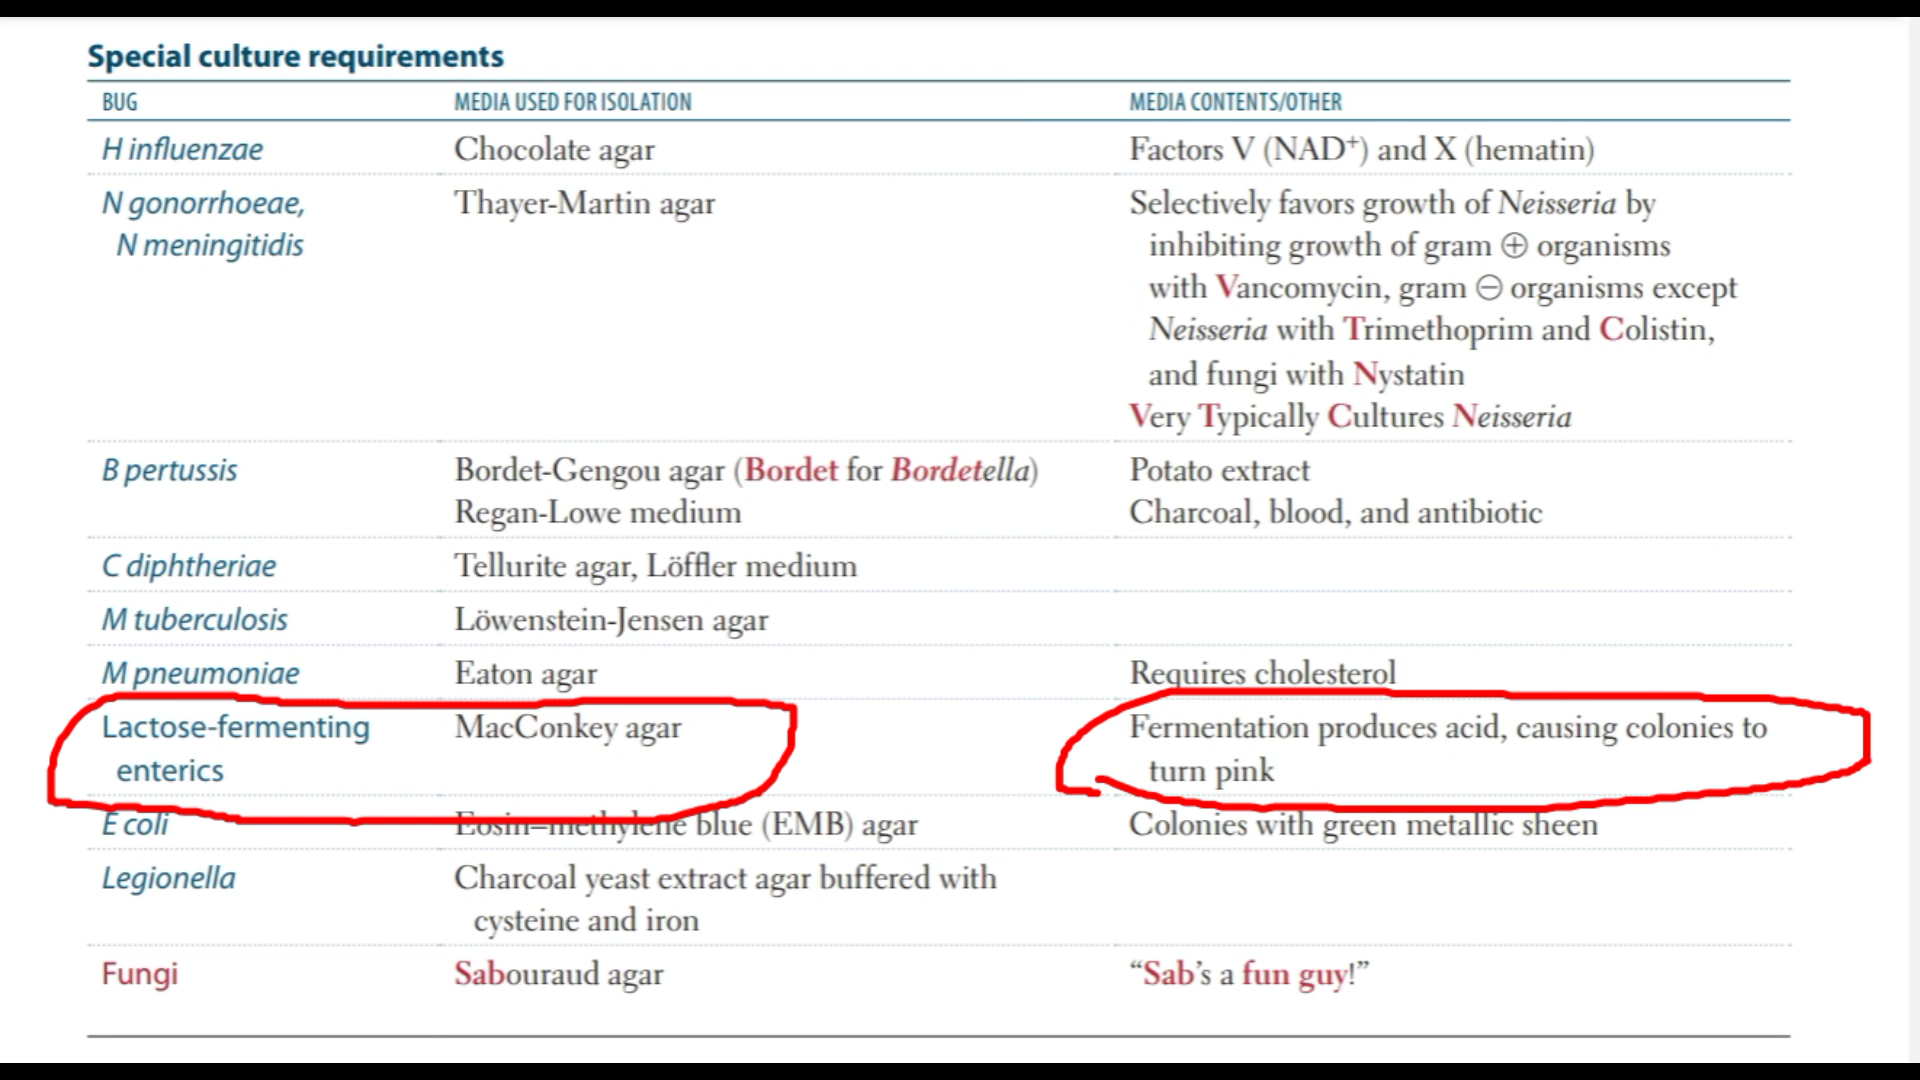 Special culture requirements
BUG MEDIA USED FOR ISOLATION MEDIA CONTENTS/OTHER
H influenzae Chocolate agar Factors V (NAD⁺) and X (hematin)
N gonorrhoeae, Thayer-Martin agar Selectively favors growth of Neisseria by
N meningitidis inhibiting growth of gram ⊕ organisms
with Vancomycin, gram ⊖ organisms except
Neisseria with Trimethoprim and Colistin,
and fungi with Nystatin
Very Typically Cultures Neisseria
B pertussis Bordet-Gengou agar (Bordet for Bordetella) Potato extract
Regan-Lowe medium Charcoal, blood, and antibiotic
C diphtheriae Tellurite agar, Löffler medium
M tuberculosis Löwenstein-Jensen agar
M pneumoniae Eaton agar Requires cholesterol
Lactose-fermenting MacConkey agar Fermentation produces acid, causing colonies to
enterics turn pink
E coli Eosin–methylene blue (EMB) agar Colonies with green metallic sheen
Legionella Charcoal yeast extract agar buffered with
cysteine and iron
Fungi Sabouraud agar “Sab’s a fun guy!”